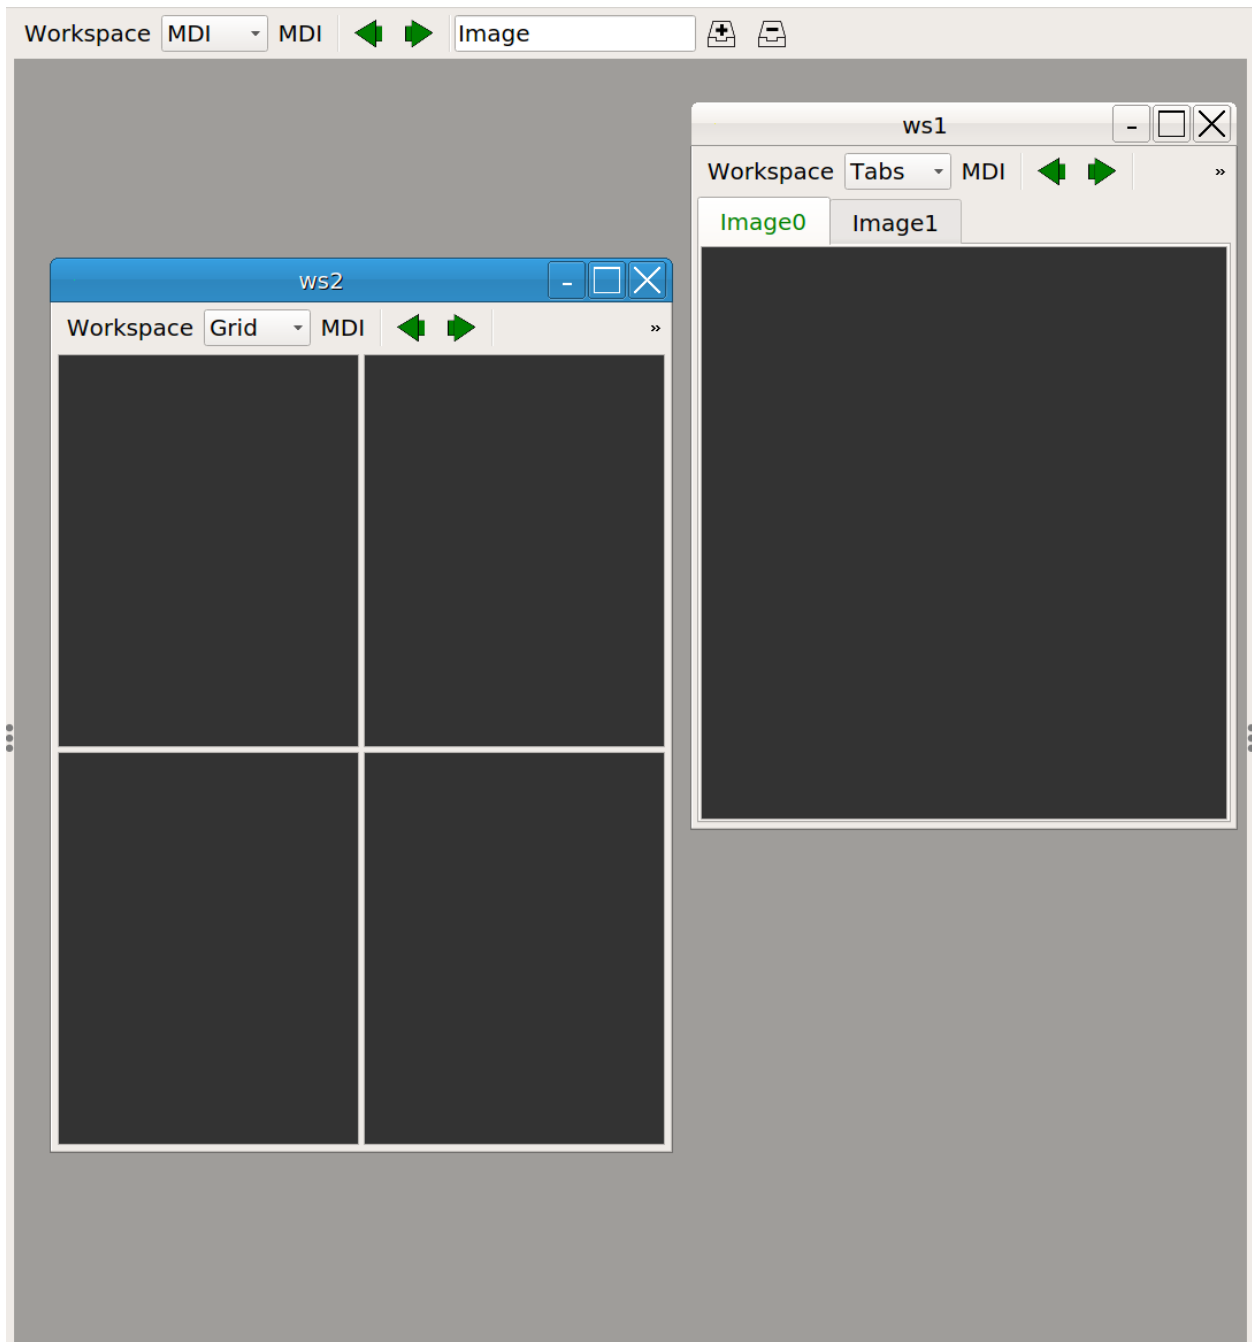 Workspace MDI MDI Image
ws1
Workspace Tabs MDI »
Image0 Image1
ws2
Workspace Grid MDI »